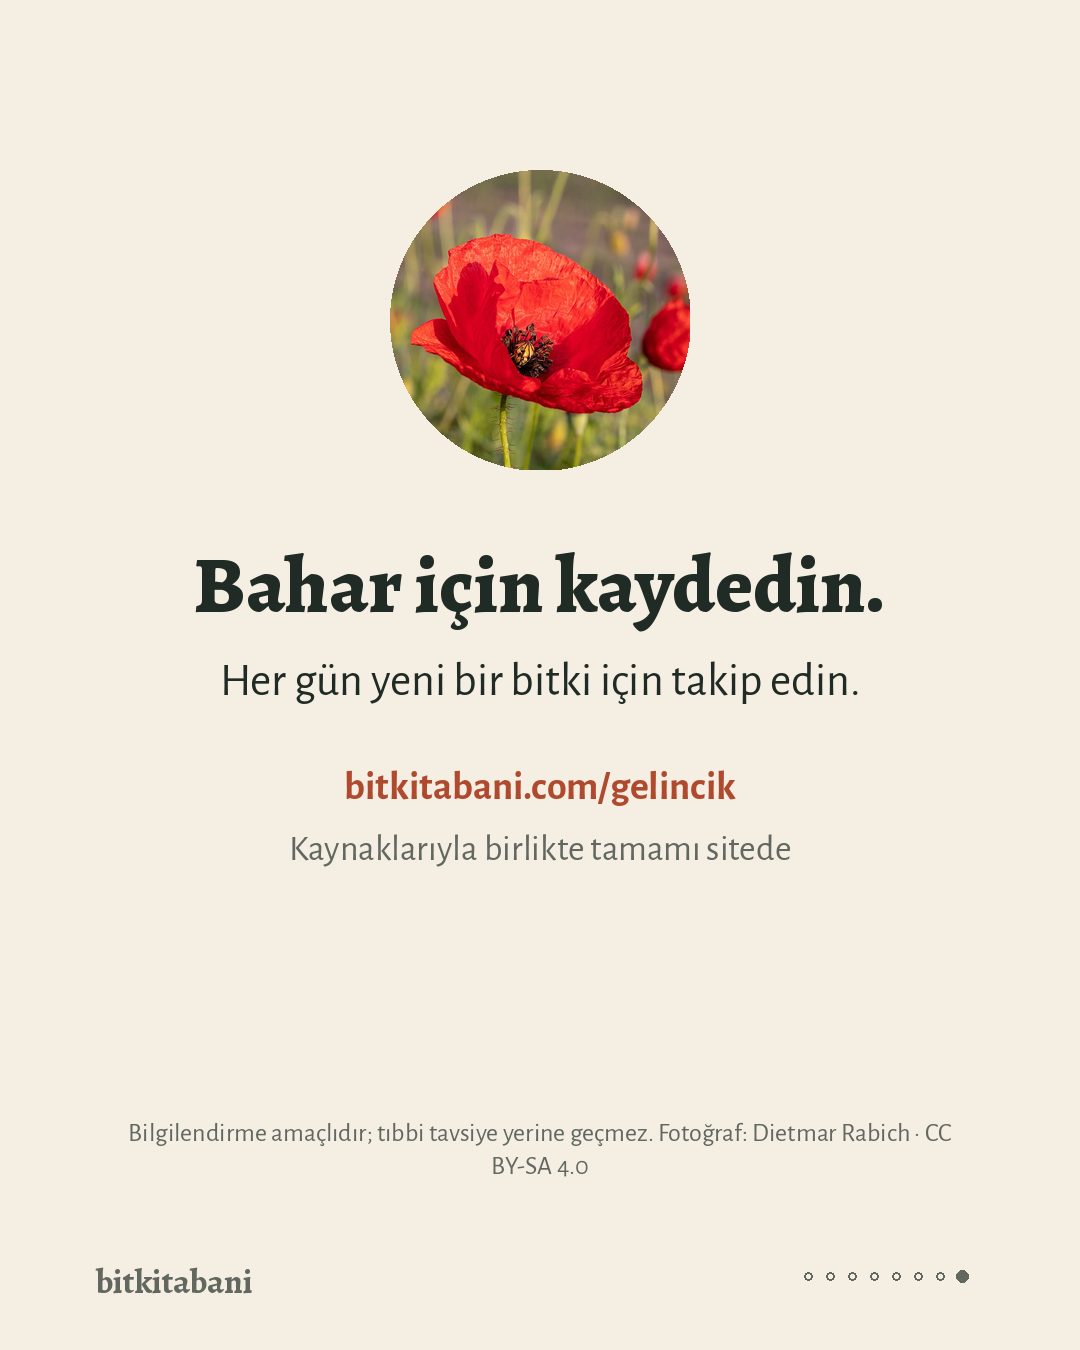 Bahar için kaydedin.
Her gün yeni bir bitki için takip edin.
bitkitabani.com/gelincik
Kaynaklarıyla birlikte tamamı sitede
Bilgilendirme amaçlıdır; tıbbi tavsiye yerine geçmez. Fotoğraf: Dietmar Rabich · CC
BY-SA 4.0
bitkitabani